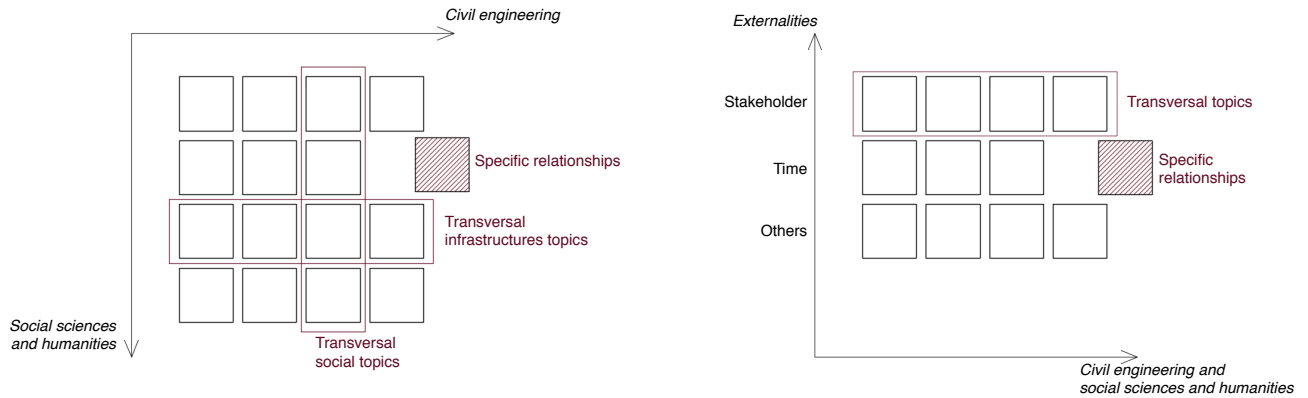 Civil engineering
Specific relationships
Transversal
infrastructures topics
Social sciences
and humanities
Transversal
social topics
Externalities
Stakeholder
Transversal topics
Time
Specific
relationships
Others
Civil engineering and
social sciences and humanities